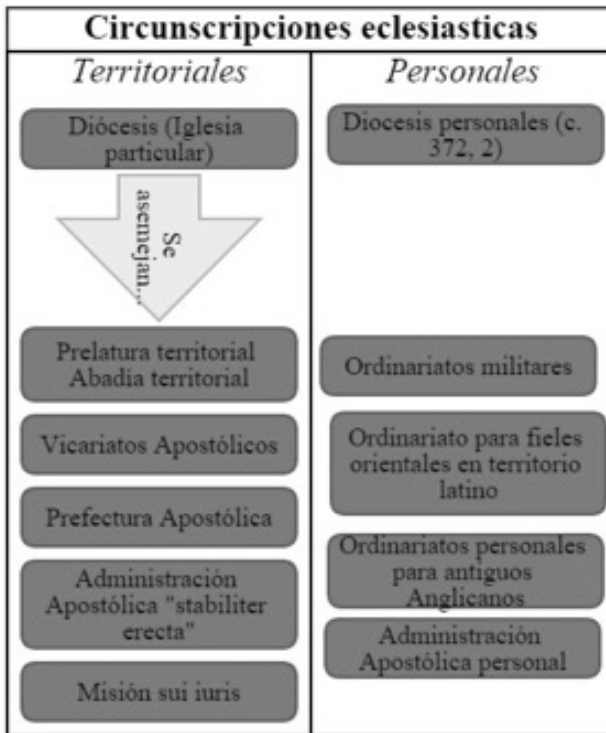 Circunscripciones eclesiasticas
Territoriales
Diócesis (Iglesia
particular)
Se
asemejan...
Prelatura territorial
Abadía territorial
Vicariatos Apostólicos
Prefectura Apostólica
Administración
Apostólica "stabiliter
erecta"
Misión sui iuris
Personales
Diocesis personales (c.
372, 2)
Ordinariatos militares
Ordinariato para fieles
orientales en territorio
latino
Ordinariatos personales
para antiguos
Anglicanos
Administración
Apostólica personal